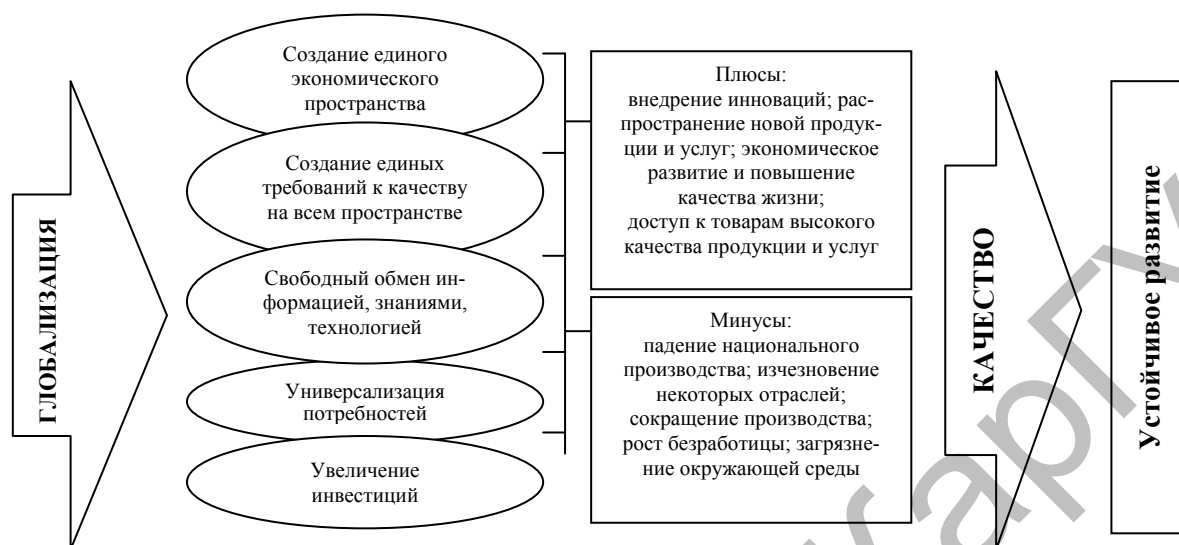 ГЛОБАЛИЗАЦИЯ
Создание единого
экономического
пространства
Создание единых
требований к качеству
на всем пространстве
Свободный обмен ин-
формацией, знаниями,
технологией
Универсализация
потребностей
Увеличение
инвестиций
Плюсы:
внедрение инноваций; рас-
пространение новой продук-
ции и услуг; экономическое
развитие и повышение
качества жизни;
доступ к товарам высокого
качества продукции и услуг
Минусы:
падение национального
производства; изчезновение
некоторых отраслей;
сокращение производства;
рост безработицы; загрязне-
ние окружающей среды
КАЧЕСТВО
Устойчивое развитие